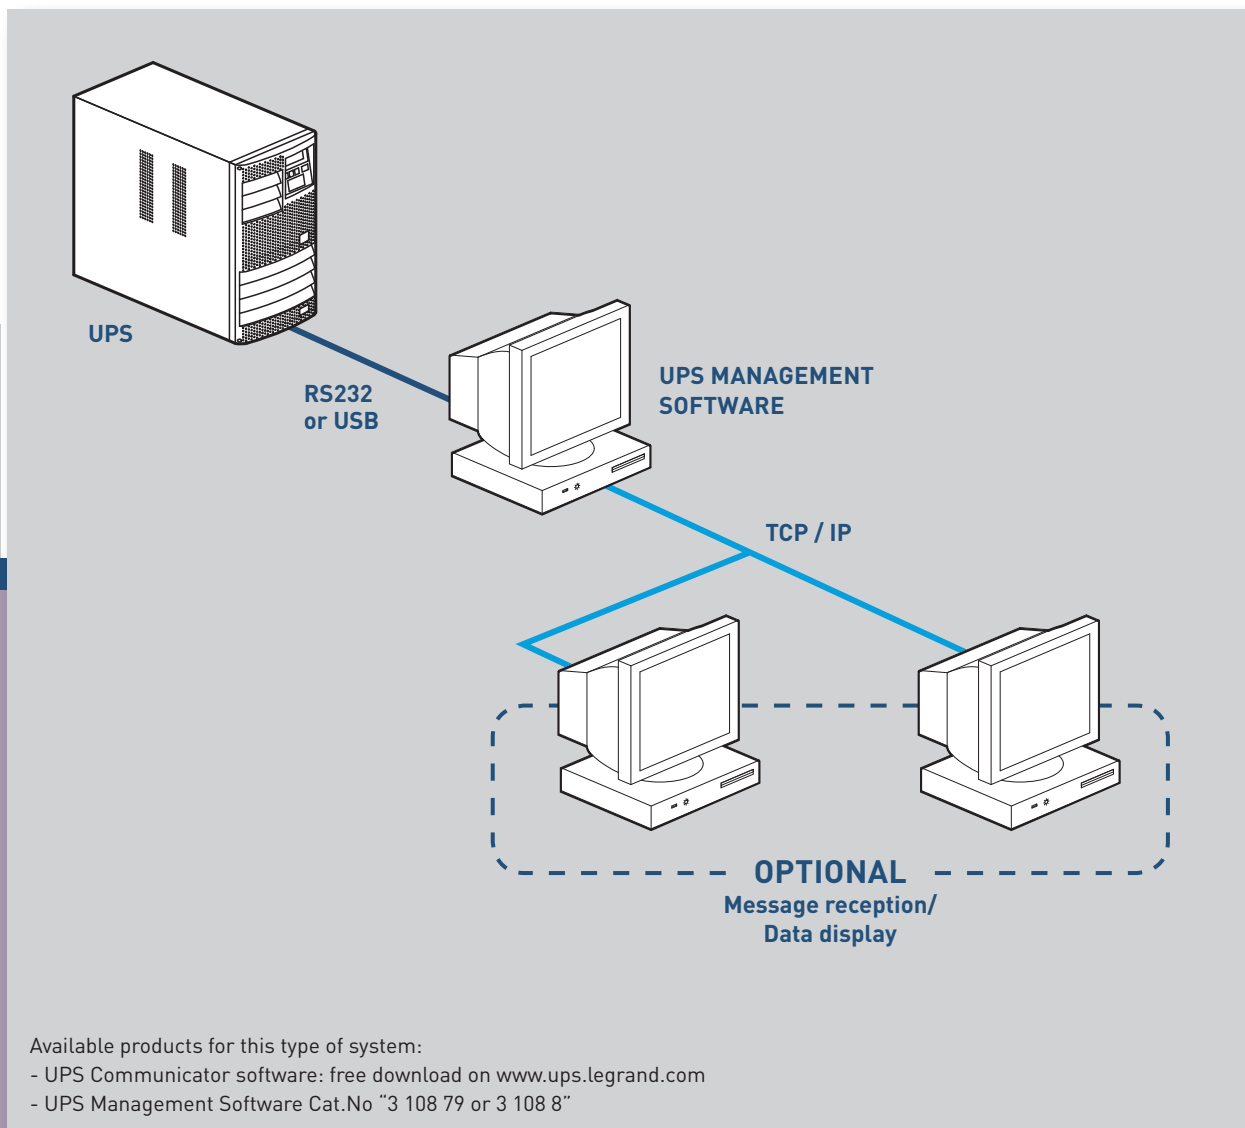 UPS
RS232
or USB
UPS MANAGEMENT
SOFTWARE
TCP / IP
OPTIONAL
Message reception/
Data display
Available products for this type of system:
- UPS Communicator software: free download on www.ups.legrand.com
- UPS Management Software Cat.No “3 108 79 or 3 108 8”